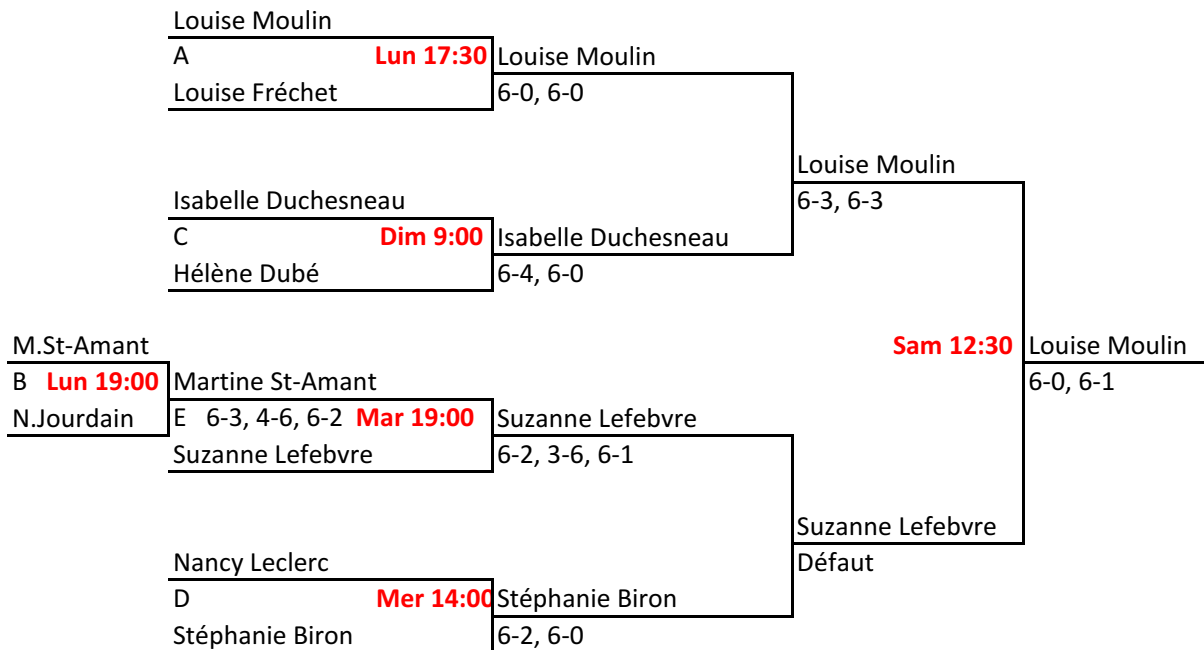 Louise Moulin
A Lun 17:30 Louise Moulin
Louise Fréchet 6-0, 6-0
Louise Moulin
Isabelle Duchesneau 6-3, 6-3
C Dim 9:00 Isabelle Duchesneau
Hélène Dubé 6-4, 6-0
M.St-Amant Sam 12:30 Louise Moulin
B Lun 19:00 Martine St-Amant 6-0, 6-1
N.Jourdain E 6-3, 4-6, 6-2 Mar 19:00 Suzanne Lefebvre
Suzanne Lefebvre 6-2, 3-6, 6-1
Suzanne Lefebvre
Nancy Leclerc Défaut
D Mer 14:00 Stéphanie Biron
Stéphanie Biron 6-2, 6-0